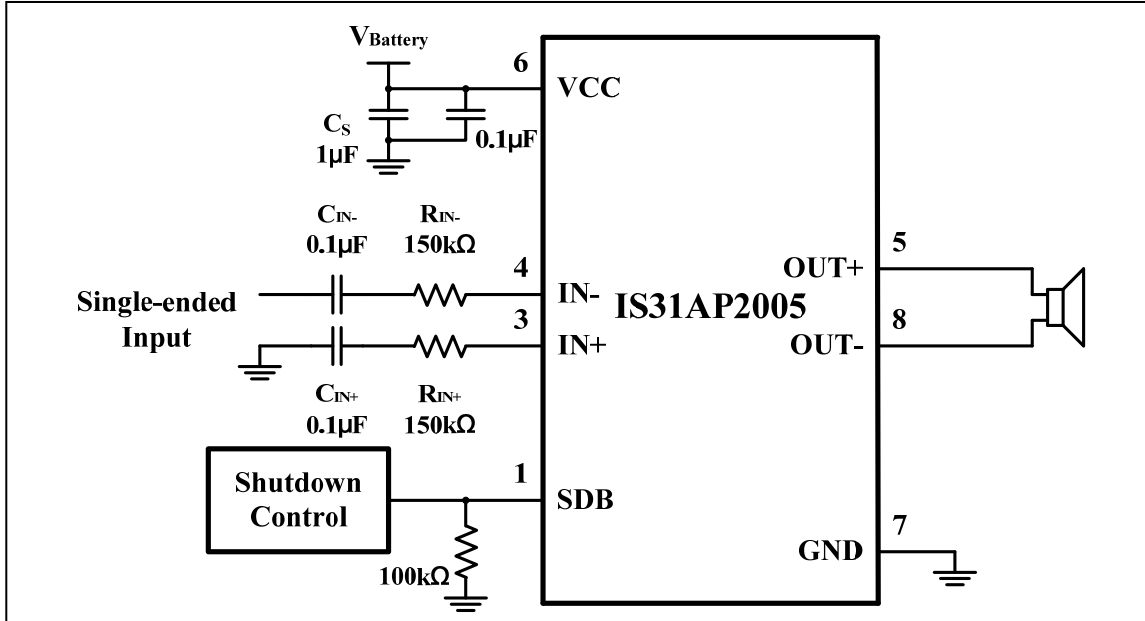 VBattery
6
VCC
CS
1µF
0.1µF
CIN-
0.1µF
RIN-
150kΩ
4
IN-
Single-ended
Input
3
IN+
CIN+
0.1µF
RIN+
150kΩ
IS31AP2005
5
OUT+
8
OUT-
Shutdown
Control
1
SDB
100kΩ
7
GND